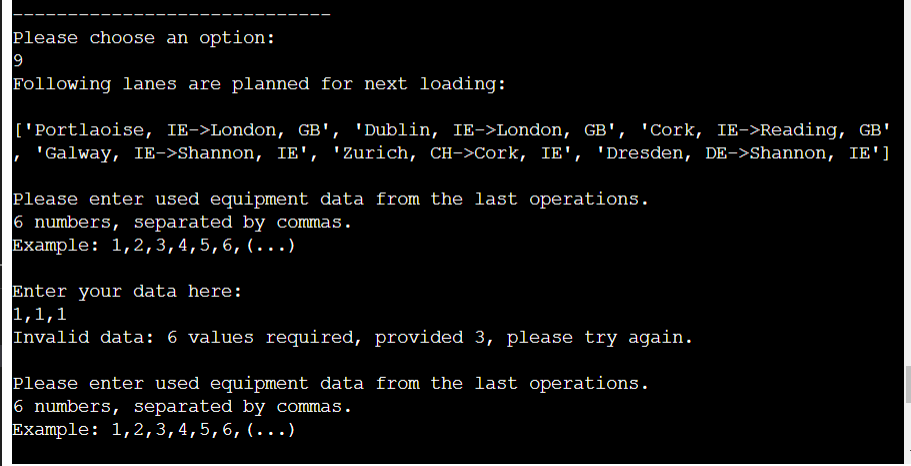 ------------------------------
Please choose an option:
9
Following lanes are planned for next loading:
['Portlaoise, IE->London, GB', 'Dublin, IE->London, GB', 'Cork, IE->Reading, GB'
, 'Galway, IE->Shannon, IE', 'Zurich, CH->Cork, IE', 'Dresden, DE->Shannon, IE']
Please enter used equipment data from the last operations.
6 numbers, separated by commas.
Example: 1,2,3,4,5,6,(...)
Enter your data here:
1,1,1
Invalid data: 6 values required, provided 3, please try again.
Please enter used equipment data from the last operations.
6 numbers, separated by commas.
Example: 1,2,3,4,5,6,(...)